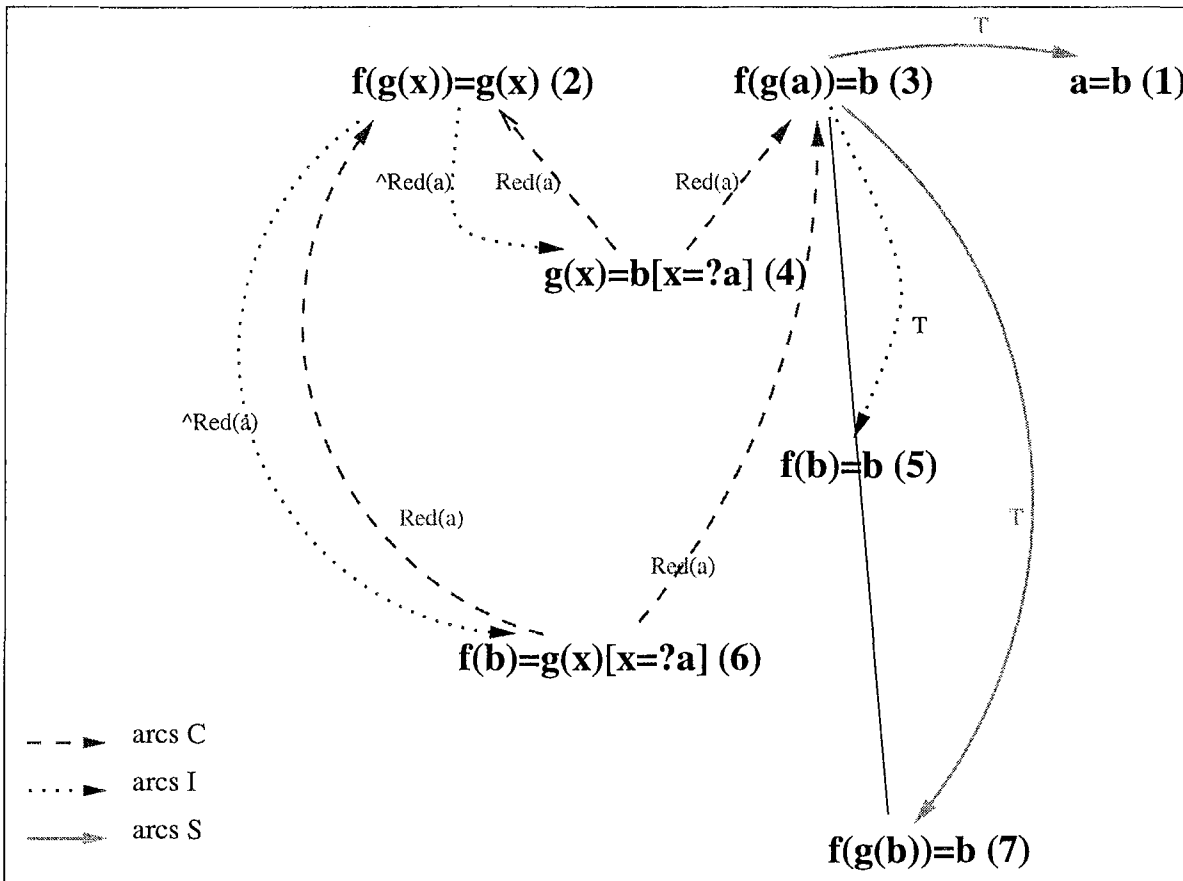 T
f(g(x))=g(x) (2) f(g(a))=b (3) a=b (1)
^Red(a) Red(a) Red(a)
g(x)=b[x=?a] (4)
T
^Red(a)
f(b)=b (5)
Red(a) T
Red(a)
f(b)=g(x)[x=?a] (6)
arcs C
arcs I
arcs S
f(g(b))=b (7)